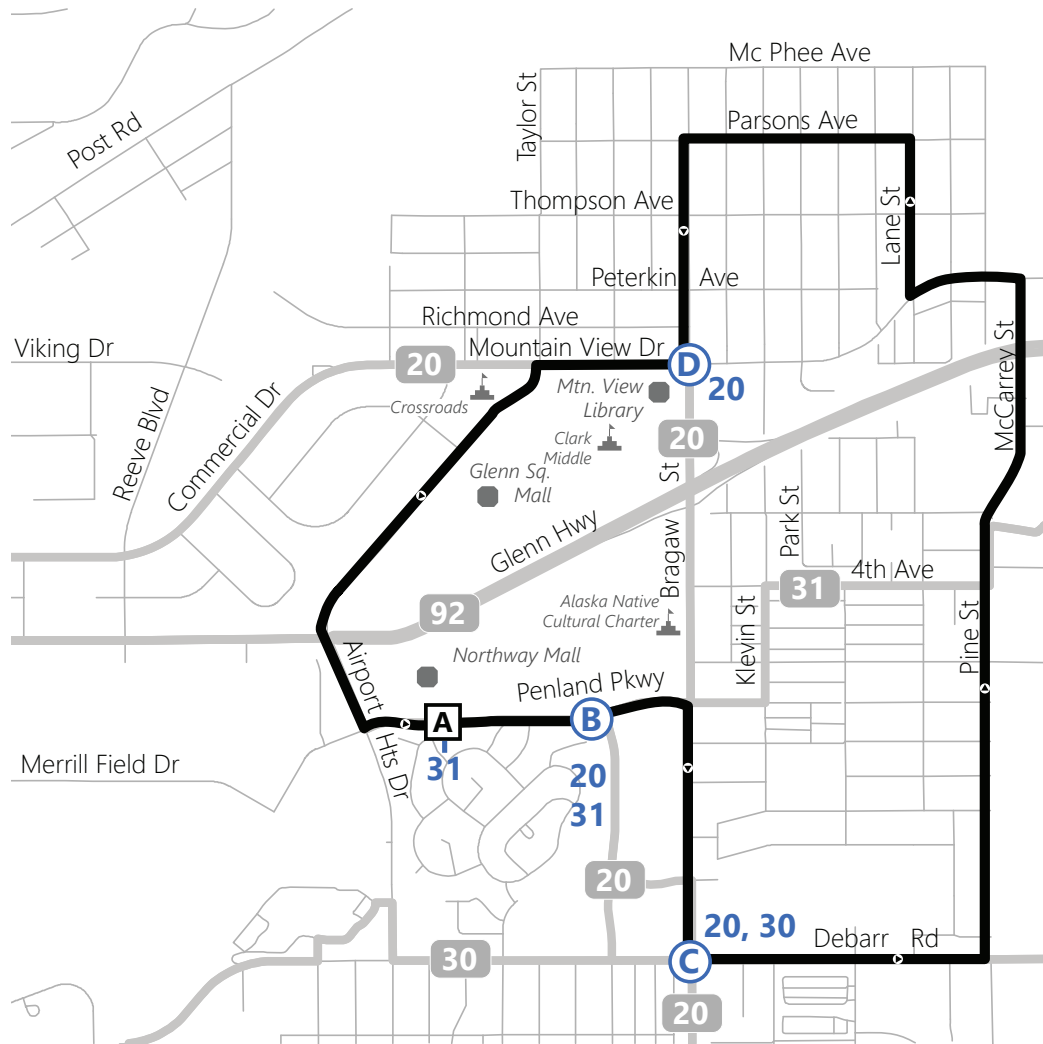 Mc Phee Ave
Taylor St
Parsons Ave
Post Rd
Thompson Ave
Lane St
Peterkin Ave
Richmond Ave
Viking Dr
Mountain View Dr
20
D
20
McCarrey St
Mtn. View
Library
Crossroads
Commercial Dr
Reeve Blvd
Clark
Middle
20
Glenn Sq.
Mall
Bragaw St
Park St
Glenn Hwy
4th Ave
31
92
Alaska Native
Cultural Charter
Klevin St
Pine St
Northway Mall
Airport Hts Dr
Penland Pkwy
A
31
B
20
31
Merrill Field Dr
20
20, 30
Debarr Rd
30
C
20